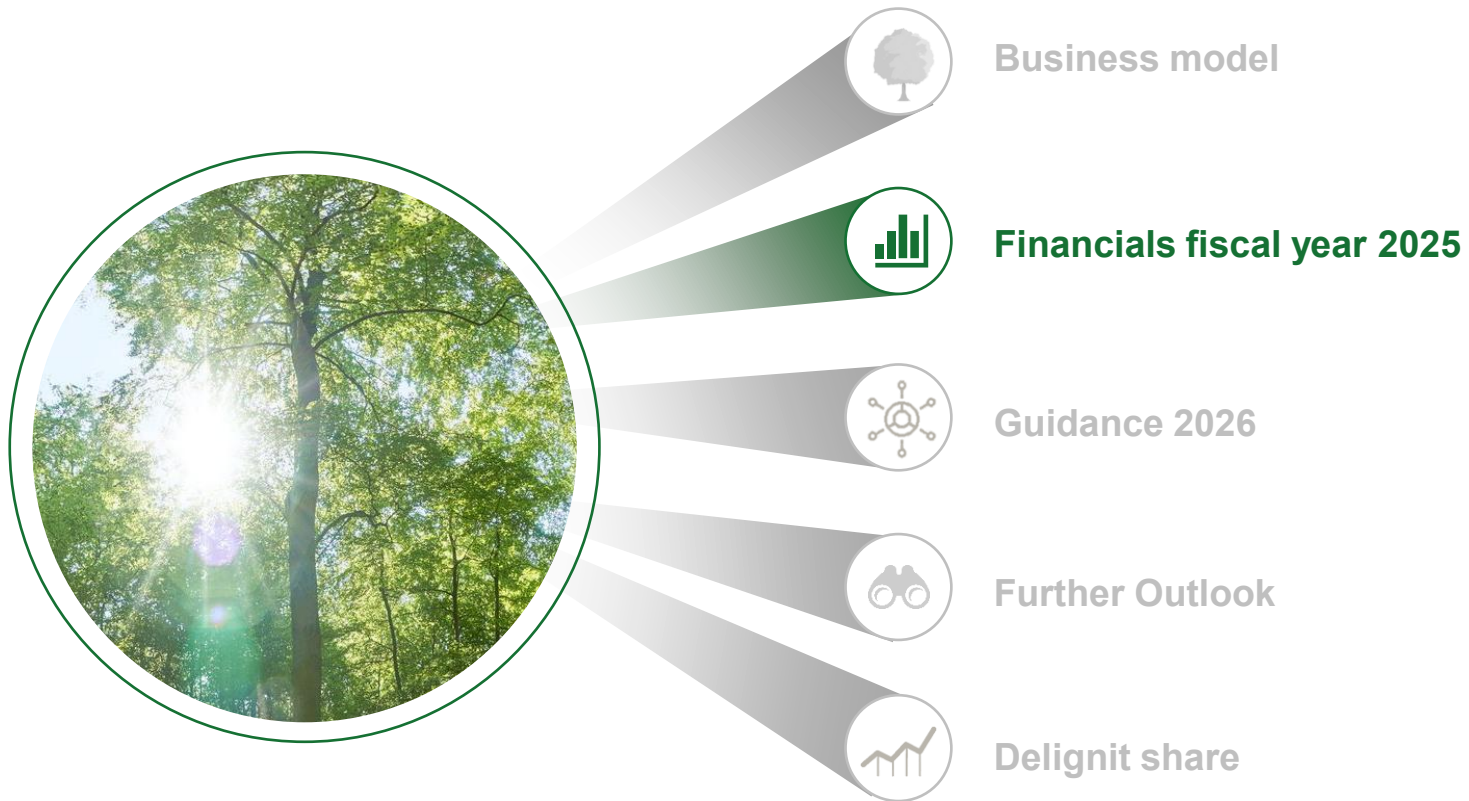 Business model
Financials fiscal year 2025
Guidance 2026
Further Outlook
Delignit share